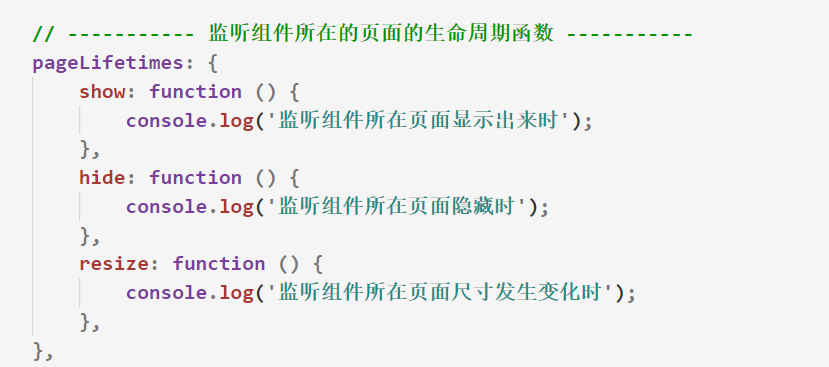 // ----------- 监听组件所在的页面的生命周期函数 -----------
pageLifetimes: {
    show: function () {
        console.log('监听组件所在页面显示出来时');
    },
    hide: function () {
        console.log('监听组件所在页面隐藏时');
    },
    resize: function () {
        console.log('监听组件所在页面尺寸发生变化时');
    },
},